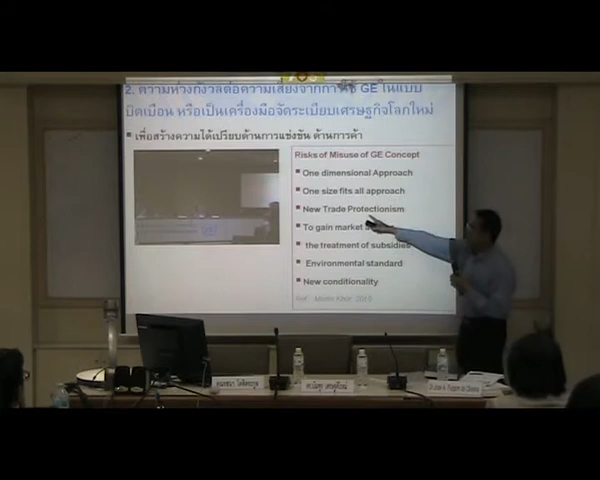 2. ความห่วงกังวลต่อความเสี่ยงจากการใช้ GE ในแบบ
บิดเบือน หรือเป็นเครื่องมือจัดระเบียบเศรษฐกิจโลกใหม่
เพื่อสร้างความได้เปรียบด้านการแข่งขัน ด้านการค้า
Risks of Misuse of GE Concept
One dimensional Approach
One size fits all approach
New Trade Protectionism
To gain market
the treatment of subsidies
Environmental standard
New conditionality
Ref : Martin Khor, 2010